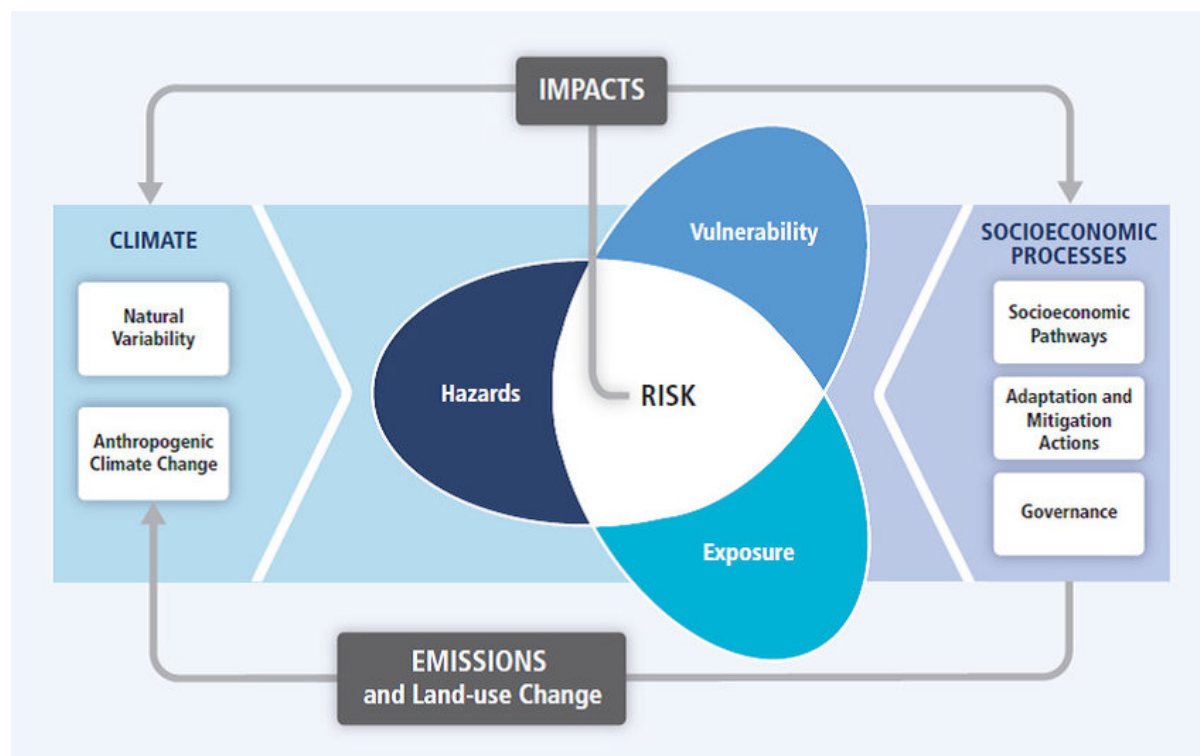 IMPACTS
CLIMATE
Natural
Variability
Anthropogenic
Climate Change
Vulnerability
Hazards
RISK
Exposure
SOCIOECONOMIC
PROCESSES
Socioeconomic
Pathways
Adaptation and
Mitigation
Actions
Governance
EMISSIONS
and Land-use Change